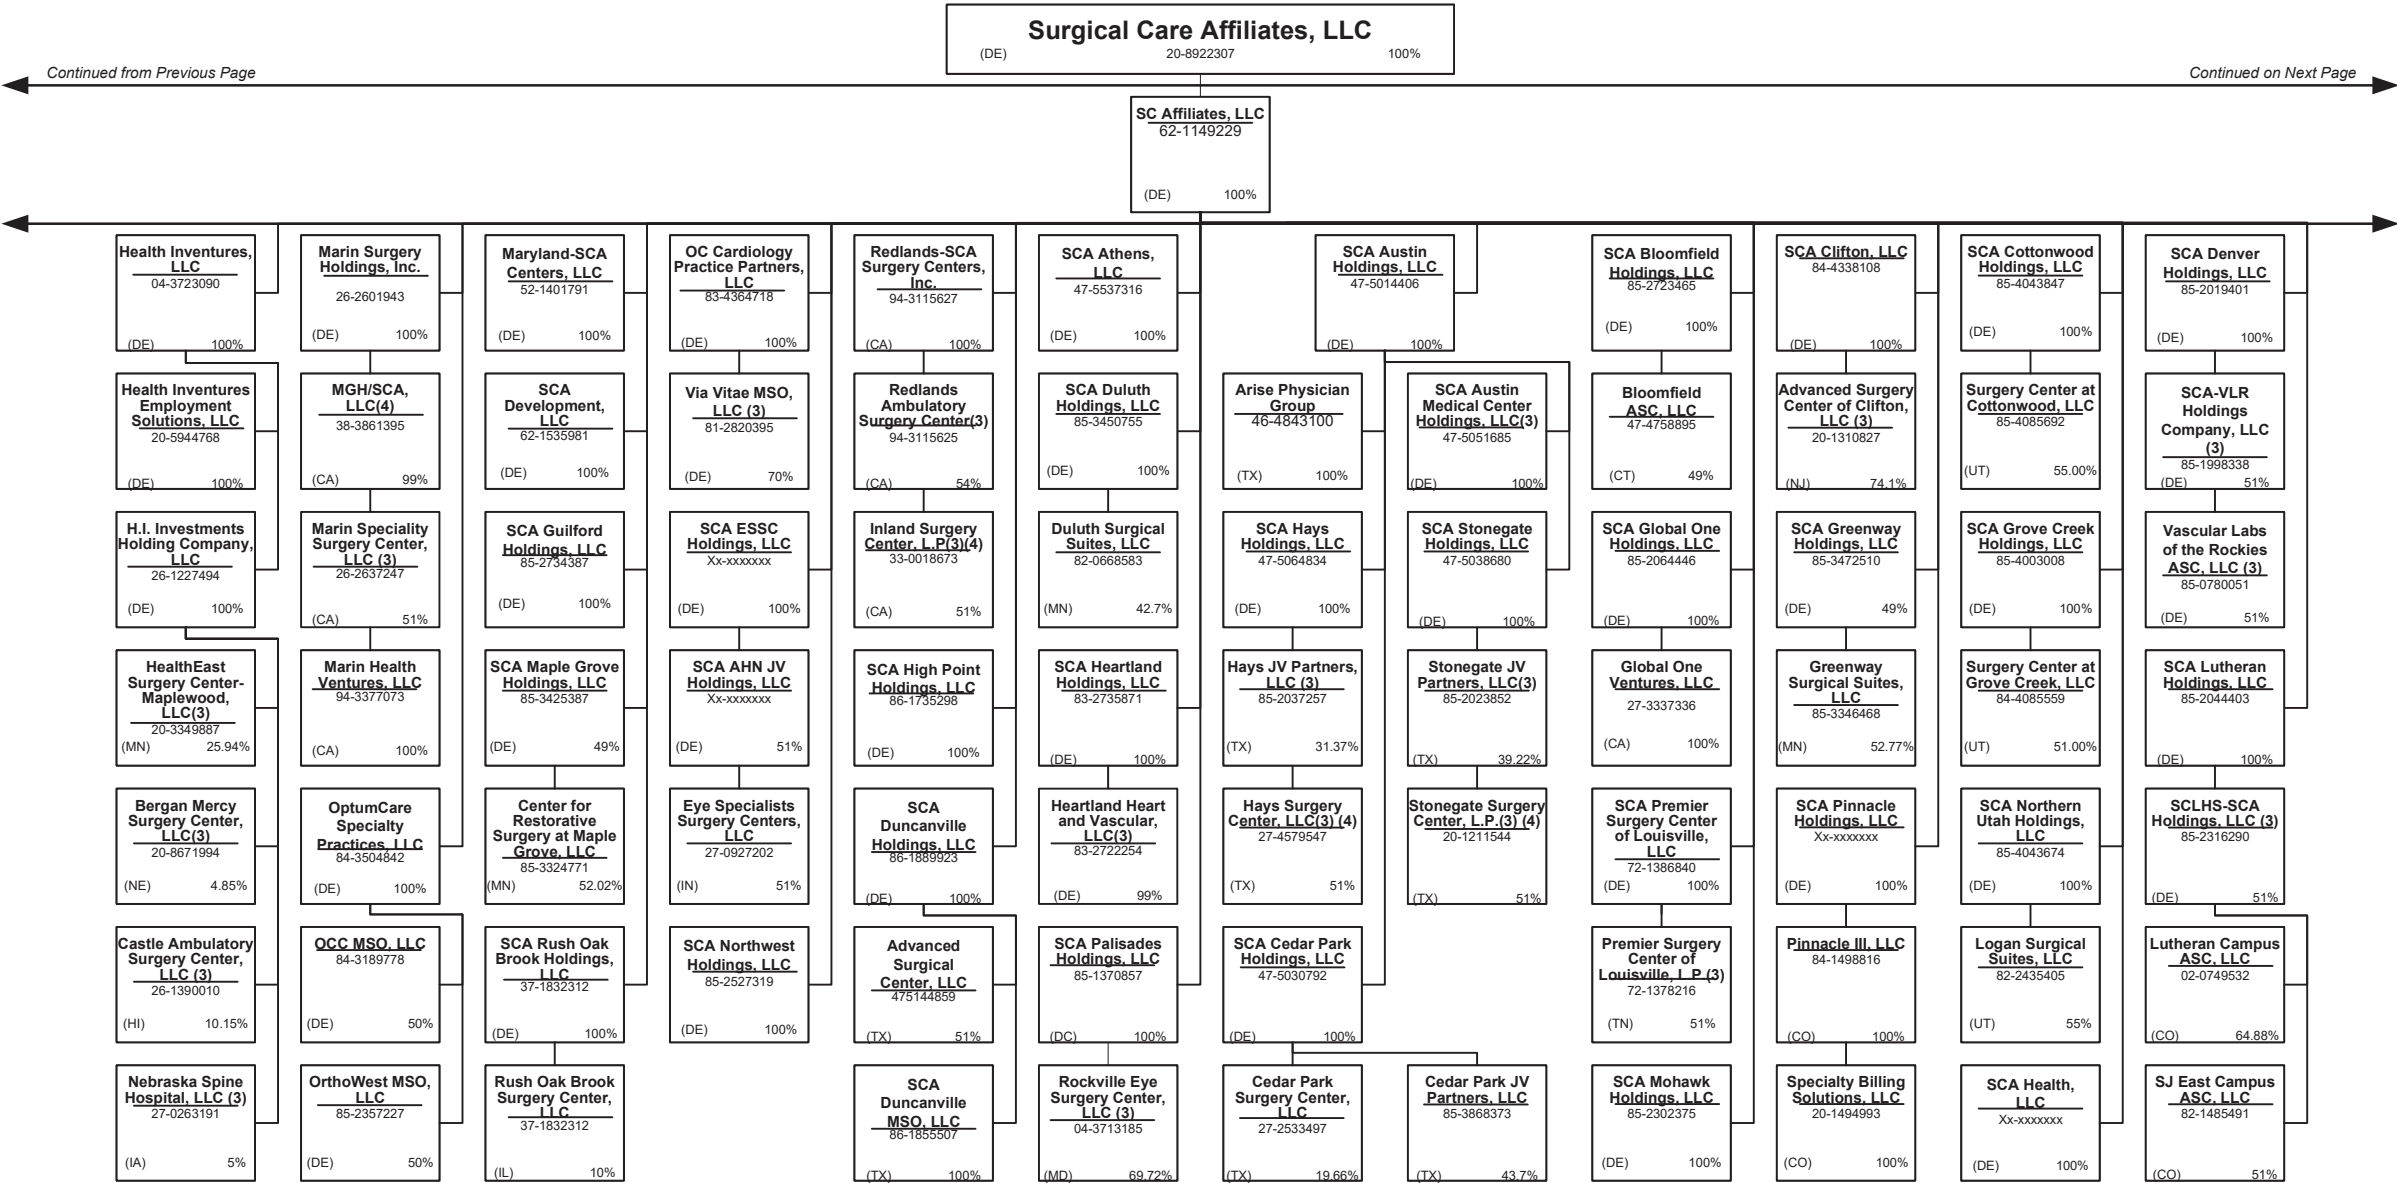 Surgical Care Affiliates, LLC
(DE) 20-8922307 100%
Continued from Previous Page
Continued on Next Page
SC Affiliates, LLC
62-1149229
(DE) 100%
Health Inventures,
LLC
04-3723090
(DE) 100%
Health Inventures
Employment
Solutions, LLC
20-5944768
(DE) 100%
H.I. Investments
Holding Company,
LLC
26-1227494
(DE) 100%
HealthEast
Surgery Center-
Maplewood,
LLC(3)
20-3349887
(MN) 25.94%
Bergan Mercy
Surgery Center,
LLC(3)
20-8671994
(NE) 4.85%
Castle Ambulatory
Surgery Center,
LLC (3)
26-1390010
(HI) 10.15%
Nebraska Spine
Hospital, LLC (3)
27-0263191
(IA) 5%
Marin Surgery
Holdings, Inc.
26-2601943
(DE) 100%
MGH/SCA,
LLC(4)
38-3861395
(CA) 99%
Marin Speciality
Surgery Center,
LLC (3)
26-2637247
(CA) 51%
Marin Health
Ventures, LLC
94-3377073
(CA) 100%
OptumCare
Specialty
Practices, LLC
84-3504842
(DE) 100%
OCC MSO, LLC
84-3189778
(DE) 50%
OrthoWest MSO,
LLC
85-2357227
(DE) 50%
Maryland-SCA
Centers, LLC
52-1401791
(DE) 100%
SCA
Development,
LLC
62-1535981
(DE) 100%
SCA Guilford
Holdings, LLC
85-2734387
(DE) 100%
SCA Maple Grove
Holdings, LLC
85-3425387
(DE) 49%
Center for
Restorative
Surgery at Maple
Grove, LLC
85-3324771
(MN) 52.02%
SCA Rush Oak
Brook Holdings,
LLC
37-1832312
(DE) 100%
Rush Oak Brook
Surgery Center,
LLC
37-1832312
(IL) 10%
OC Cardiology
Practice Partners,
LLC
83-4364718
(DE) 100%
Via Vitae MSO,
LLC (3)
81-2820395
(DE) 70%
SCA ESSC
Holdings, LLC
Xx-xxxxxxx
(DE) 100%
SCA AHN JV
Holdings, LLC
Xx-xxxxxxx
(DE) 51%
Eye Specialists
Surgery Centers,
LLC
27-0927202
(IN) 51%
SCA Northwest
Holdings, LLC
85-2527319
(DE) 100%
Redlands-SCA
Surgery Centers,
Inc.
94-3115627
(CA) 100%
Redlands
Ambulatory
Surgery Center(3)
94-3115625
(CA) 54%
Inland Surgery
Center, L.P(3)(4)
33-0018673
(CA) 51%
SCA High Point
Holdings, LLC
86-1735298
(DE) 100%
SCA
Duncanville
Holdings, LLC
86-1889923
(DE) 100%
Advanced
Surgical
Center, LLC
475144859
(TX) 51%
SCA
Duncanville
MSO, LLC
86-1855507
(TX) 100%
SCA Athens,
LLC
47-5537316
(DE) 100%
SCA Duluth
Holdings, LLC
85-3450755
(DE) 100%
Duluth Surgical
Suites, LLC
82-0668583
(MN) 42.7%
SCA Heartland
Holdings, LLC
83-2735871
(DE) 100%
Heartland Heart
and Vascular,
LLC(3)
83-2722254
(DE) 99%
SCA Palisades
Holdings, LLC
85-1370857
(DC) 100%
Rockville Eye
Surgery Center,
LLC (3)
04-3713185
(MD) 69.72%
SCA Austin
Holdings, LLC
47-5014406
(DE) 100%
Arise Physician
Group
46-4843100
(TX) 100%
SCA Hays
Holdings, LLC
47-5064834
(DE) 100%
Hays JV Partners,
LLC (3)
85-2037257
(TX) 31.37%
Hays Surgery
Center, LLC(3) (4)
27-4579547
(TX) 51%
SCA Cedar Park
Holdings, LLC
47-5030792
(DE) 100%
Cedar Park
Surgery Center,
LLC
27-2533497
(TX) 19.66%
SCA Austin
Medical Center
Holdings, LLC(3)
47-5051685
(DE) 100%
SCA Stonegate
Holdings, LLC
47-5038680
(DE) 100%
Stonegate JV
Partners, LLC(3)
85-2023852
(TX) 39.22%
Stonegate Surgery
Center, L.P.(3) (4)
20-1211544
(TX) 51%
Cedar Park JV
Partners, LLC
85-3868373
(TX) 43.7%
SCA Bloomfield
Holdings, LLC
85-2723465
(DE) 100%
Bloomfield
ASC, LLC
47-4758895
(CT) 49%
SCA Global One
Holdings, LLC
85-2064446
(DE) 100%
Global One
Ventures, LLC
27-3337336
(CA) 100%
SCA Premier
Surgery Center
of Louisville,
LLC
72-1386840
(DE) 100%
Premier Surgery
Center of
Louisville, L.P (3)
72-1378216
(TN) 51%
SCA Mohawk
Holdings, LLC
85-2302375
(DE) 100%
SCA Clifton, LLC
84-4338108
(DE) 100%
Advanced Surgery
Center of Clifton,
LLC (3)
20-1310827
(NJ) 74.1%
SCA Greenway
Holdings, LLC
85-3472510
(DE) 49%
Greenway
Surgical Suites,
LLC
85-3346468
(MN) 52.77%
SCA Pinnacle
Holdings, LLC
Xx-xxxxxxx
(DE) 100%
Pinnacle III, LLC
84-1498816
(CO) 100%
Specialty Billing
Solutions, LLC
20-1494993
(CO) 100%
SCA Cottonwood
Holdings, LLC
85-4043847
(DE) 100%
Surgery Center at
Cottonwood, LLC
85-4085692
(UT) 55.00%
SCA Grove Creek
Holdings, LLC
85-4003008
(DE) 100%
Surgery Center at
Grove Creek, LLC
84-4085559
(UT) 51.00%
SCA Northern
Utah Holdings,
LLC
85-4043674
(DE) 100%
Logan Surgical
Suites, LLC
82-2435405
(UT) 55%
SCA Health,
LLC
Xx-xxxxxxx
(DE) 100%
SCA Denver
Holdings, LLC
85-2019401
(DE) 100%
SCA-VLR
Holdings
Company, LLC
(3)
85-1998338
(DE) 51%
Vascular Labs
of the Rockies
ASC, LLC (3)
85-0780051
(DE) 51%
SCA Lutheran
Holdings, LLC
85-2044403
(DE) 100%
SCLHS-SCA
Holdings, LLC (3)
85-2316290
(DE) 51%
Lutheran Campus
ASC, LLC
02-0749532
(CO) 64.88%
SJ East Campus
ASC, LLC
82-1485491
(CO) 51%